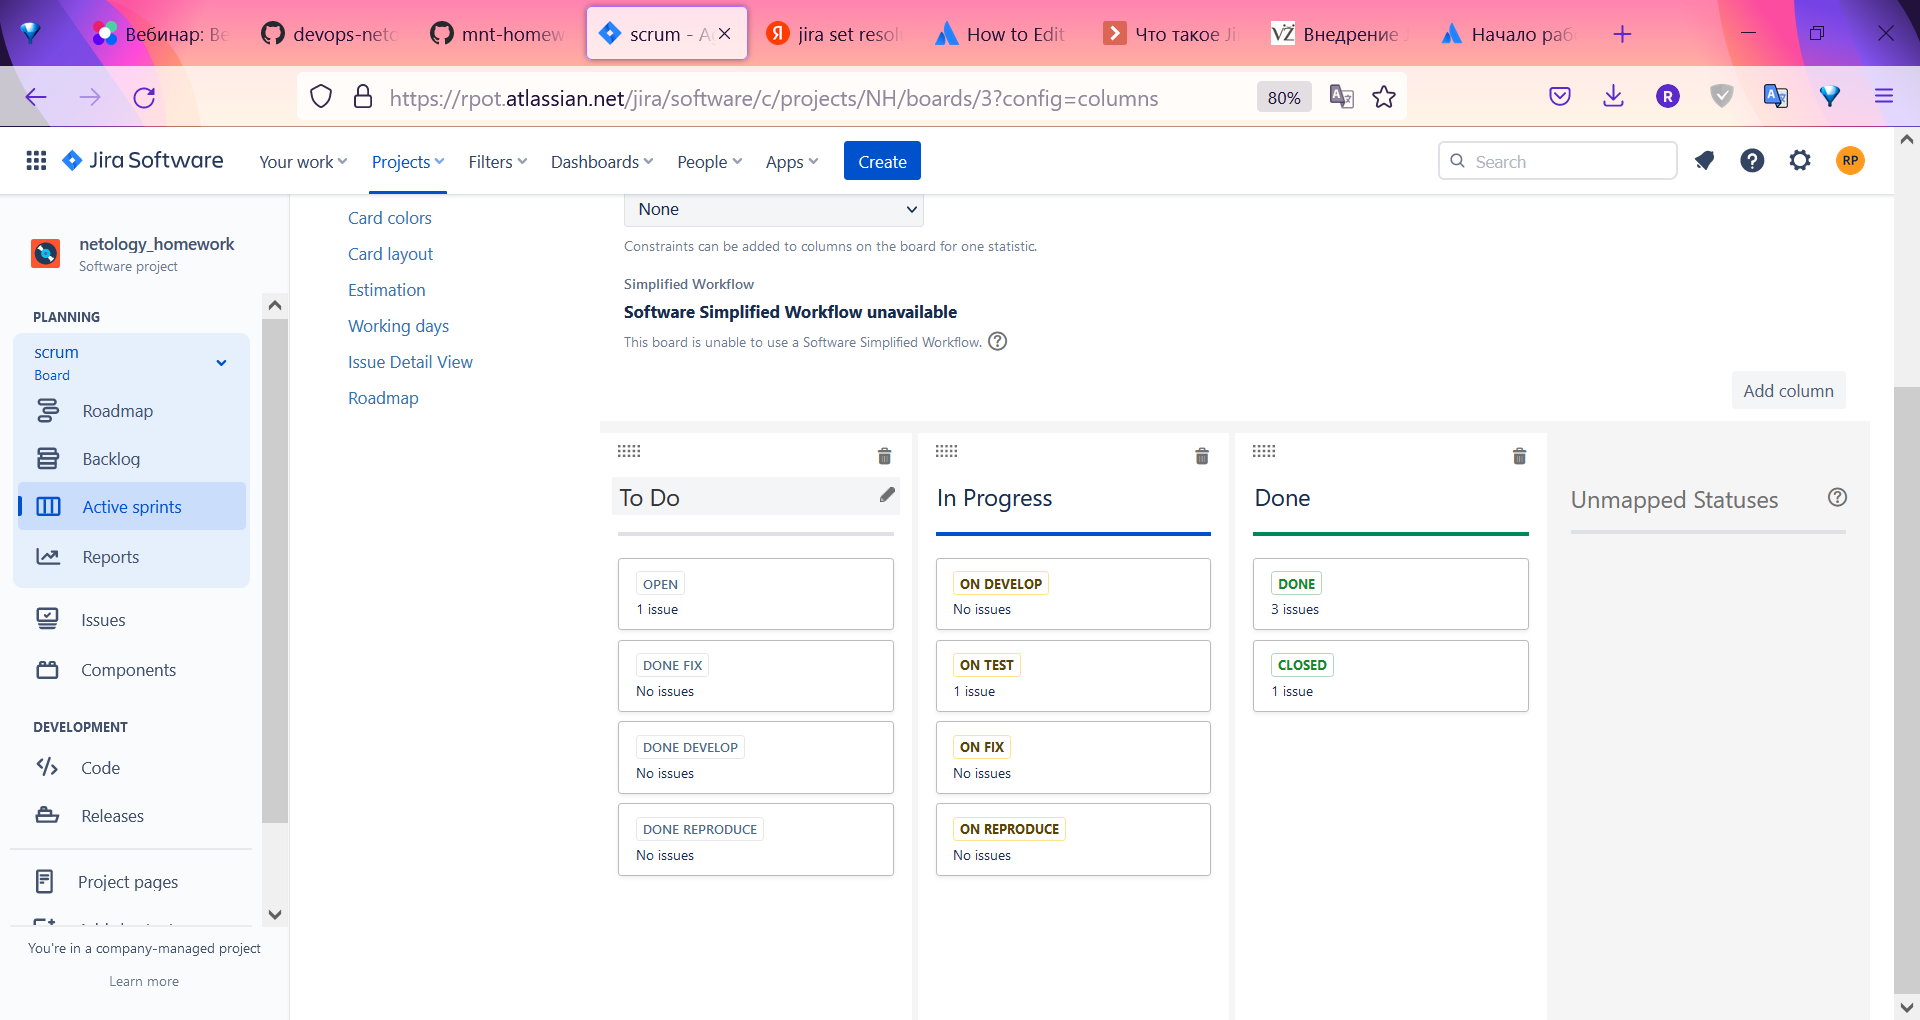 Вебинар: Ве
devops-neto
mnt-homew
scrum - A
jira set resol
How to Edit
Что такое Ji
Внедрение
Начало раб
https://rpot.atlassian.net/jira/software/c/projects/NH/boards/3?config=columns
80%
R
Jira Software
Your work
Projects
Filters
Dashboards
People
Apps
Create
Search
RP
netology_homework
Software project
PLANNING
scrum
Board
Roadmap
Backlog
Active sprints
Reports
Issues
Components
DEVELOPMENT
Code
Releases
Project pages
You're in a company-managed project
Learn more
Card colors
Card layout
Estimation
Working days
Issue Detail View
Roadmap
None
Constraints can be added to columns on the board for one statistic.
Simplified Workflow
Software Simplified Workflow unavailable
This board is unable to use a Software Simplified Workflow.
Add column
To Do
OPEN
1 issue
DONE FIX
No issues
DONE DEVELOP
No issues
DONE REPRODUCE
No issues
In Progress
ON DEVELOP
No issues
ON TEST
1 issue
ON FIX
No issues
ON REPRODUCE
No issues
Done
DONE
3 issues
CLOSED
1 issue
Unmapped Statuses